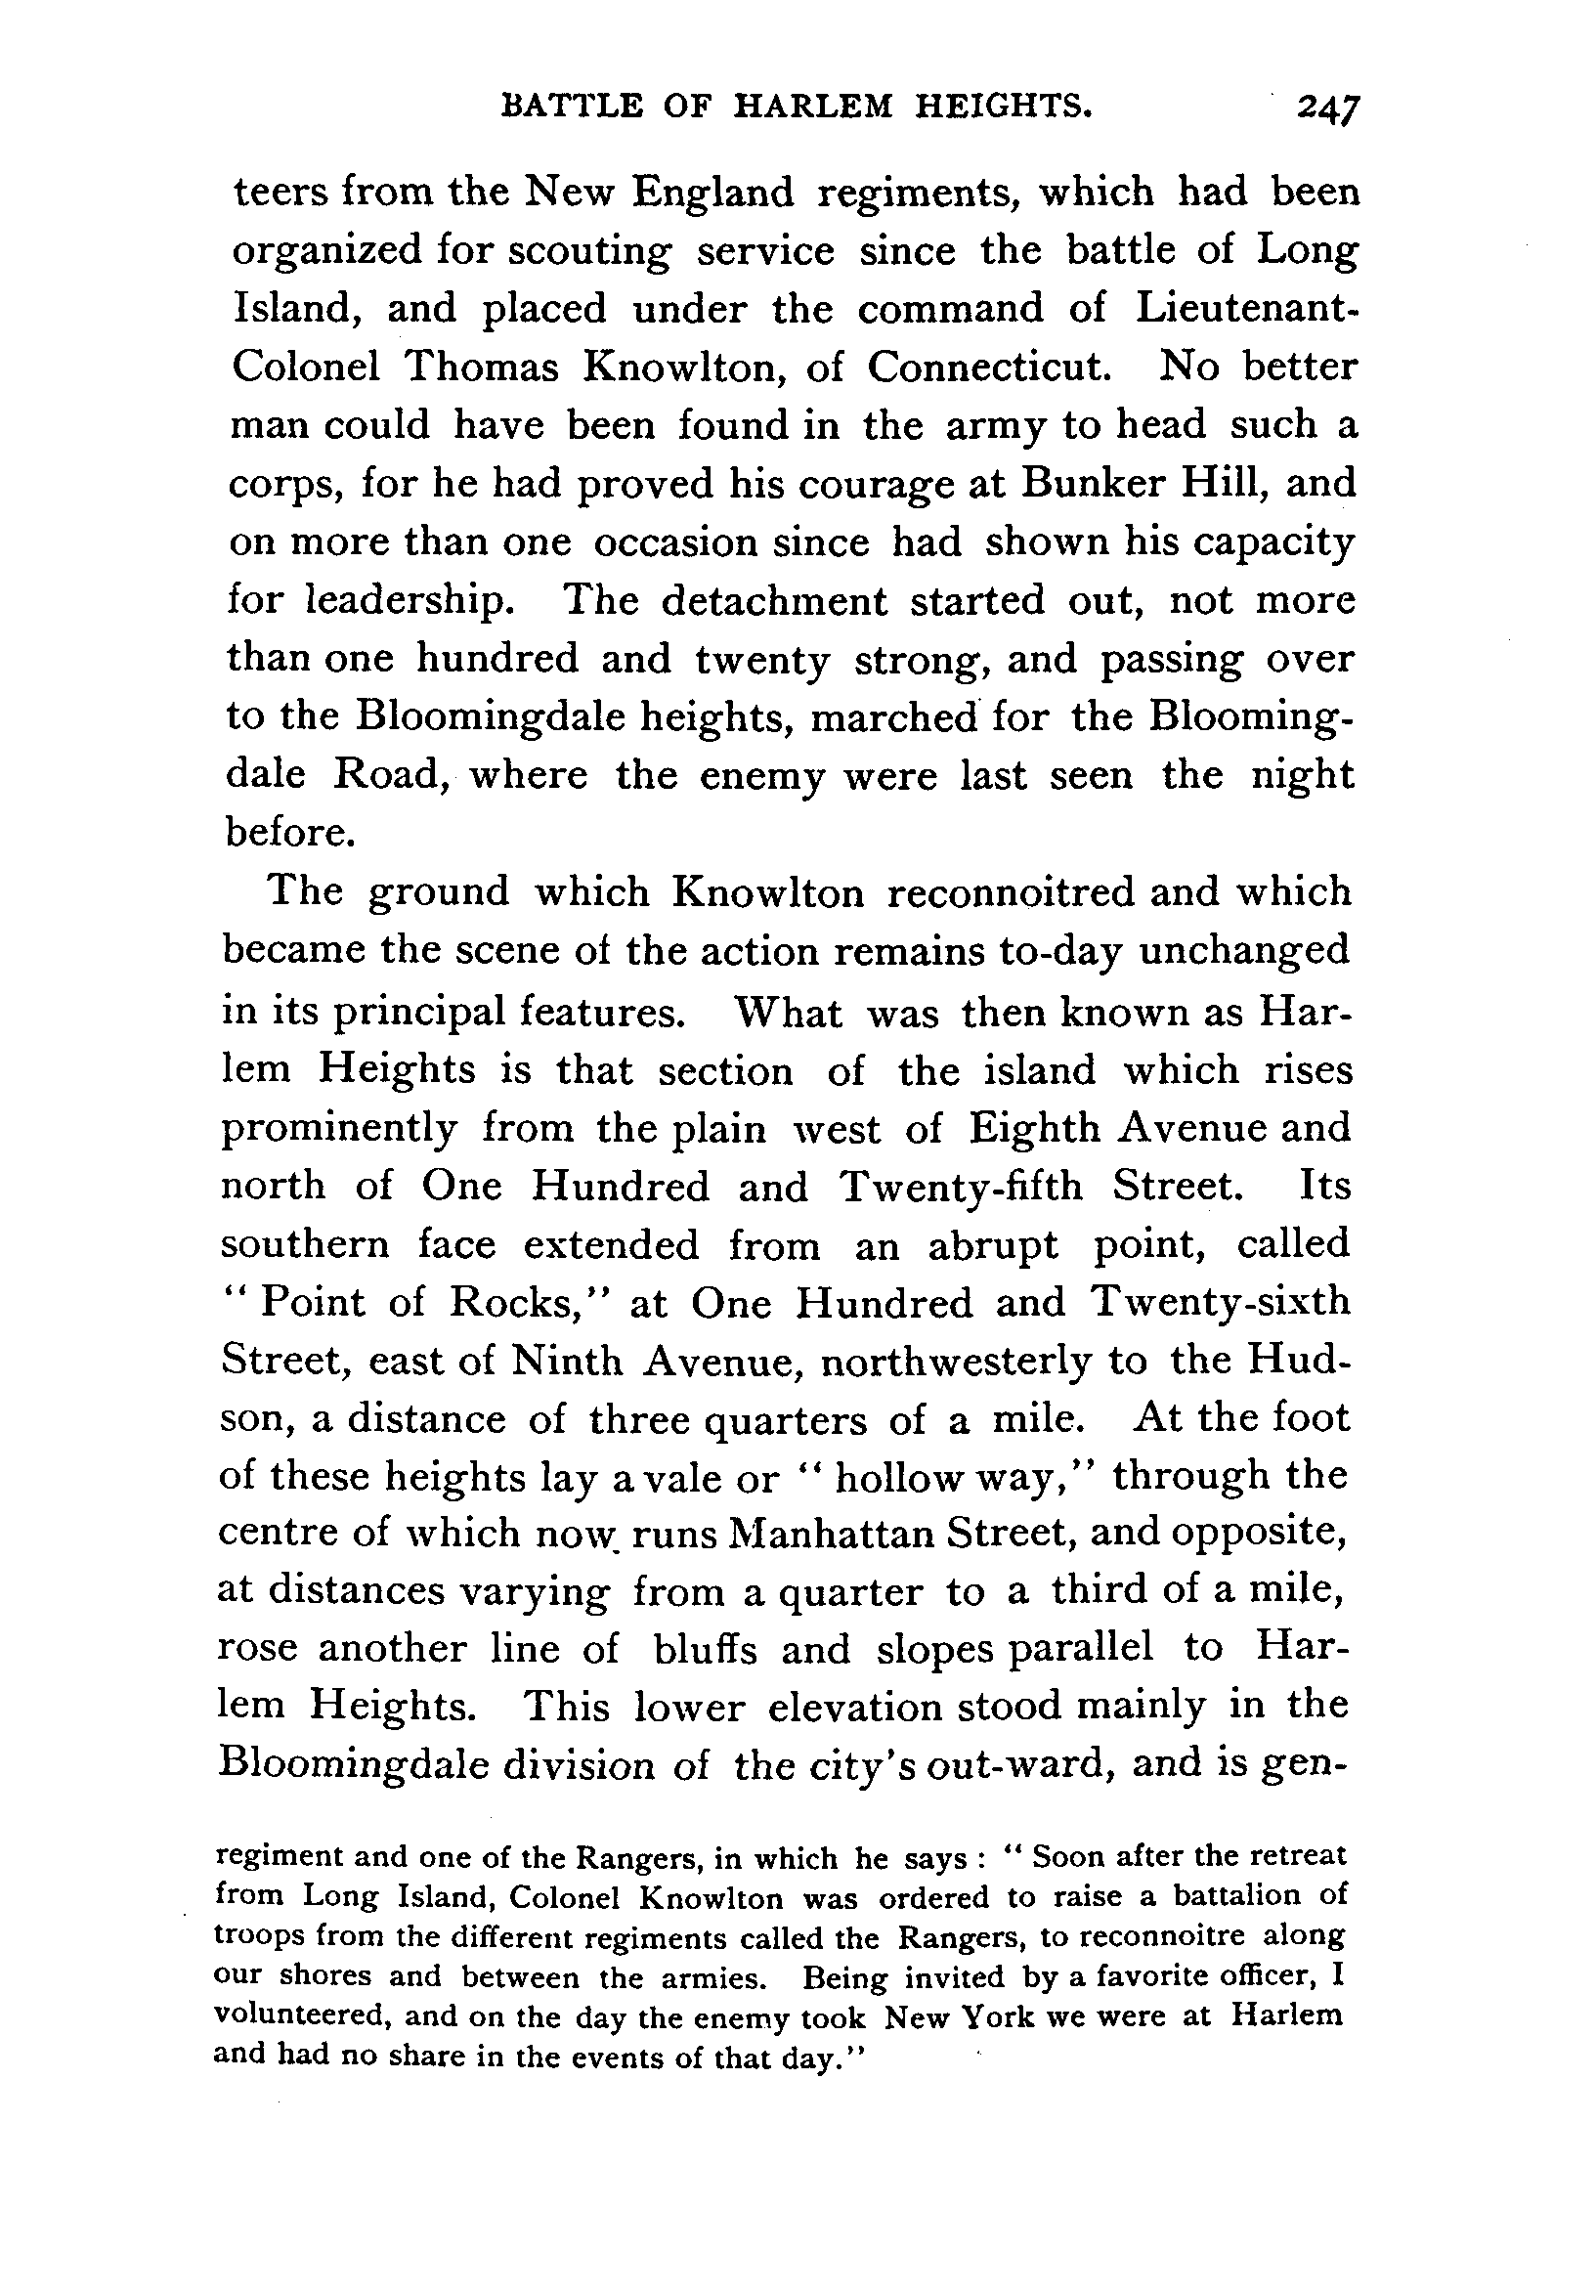 BATTLE OF HARLEM HEIGHTS. 247
teers from the New England regiments, which had been
organized for scouting service since the battle of Long
Island, and placed under the command of Lieutenant-
Colonel Thomas Knowlton, of Connecticut. No better
man could have been found in the army to head such a
corps, for he had proved his courage at Bunker Hill, and
on more than one occasion since had shown his capacity
for leadership. The detachment started out, not more
than one hundred and twenty strong, and passing over
to the Bloomingdale heights, marched for the Blooming-
dale Road, where the enemy were last seen the night
before.
The ground which Knowlton reconnoitred and which
became the scene of the action remains to-day unchanged
in its principal features. What was then known as Har-
lem Heights is that section of the island which rises
prominently from the plain west of Eighth Avenue and
north of One Hundred and Twenty-fifth Street. Its
southern face extended from an abrupt point, called
" Point of Rocks," at One Hundred and Twenty-sixth
Street, east of Ninth Avenue, northwesterly to the Hud-
son, a distance of three quarters of a mile. At the foot
of these heights lay a vale or " hollow way," through the
centre of which now runs Manhattan Street, and opposite,
at distances varying from a quarter to a third of a mile,
rose another line of bluffs and slopes parallel to Har-
lem Heights. This lower elevation stood mainly in the
Bloomingdale division of the city's out-ward, and is gen-
regiment and one of the Rangers, in which he says : " Soon after the retreat
from Long Island, Colonel Knowlton was ordered to raise a battalion of
troops from the different regiments called the Rangers, to reconnoitre along
our shores and between the armies. Being invited by a favorite officer, I
volunteered, and on the day the enemy took New York we were at Harlem
and had no share in the events of that day."